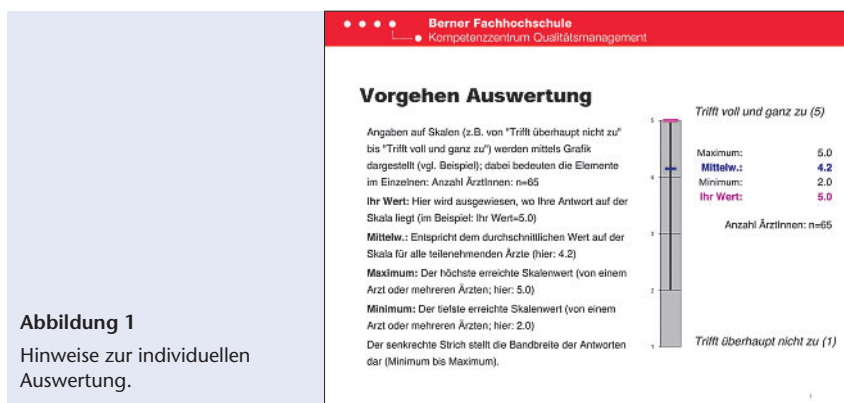 Berner Fachhochschule
Kompetenzzentrum Qualitätsmanagement
Vorgehen Auswertung
Angaben auf Skalen (z.B. von "Trifft überhaupt nicht zu"
bis "Trifft voll und ganz zu") werden mittels Grafik
dargestellt (vgl. Beispiel); dabei bedeuten die Elemente
im Einzelnen: Anzahl ÄrztInnen: n=65
Ihr Wert: Hier wird ausgewiesen, wo Ihre Antwort auf der
Skala liegt (im Beispiel: Ihr Wert=5.0)
Mittelw.: Entspricht dem durchschnittlichen Wert auf der
Skala für alle teilenehmenden Ärzte (hier: 4.2)
Maximum: Der höchste erreichte Skalenwert (von einem
Arzt oder mehreren Ärzten; hier: 5.0)
Minimum: Der tiefste erreichte Skalenwert (von einem
Arzt oder mehreren Ärzten; hier: 2.0)
Der senkrechte Strich stellt die Bandbreite der Antworten
dar (Minimum bis Maximum).
5
4
3
2
1
Trifft voll und ganz zu (5)
Maximum: 5.0
Mittelw.: 4.2
Minimum: 2.0
Ihr Wert: 5.0
Anzahl ÄrztInnen: n=65
Trifft überhaupt nicht zu (1)
Abbildung 1
Hinweise zur individuellen
Auswertung.